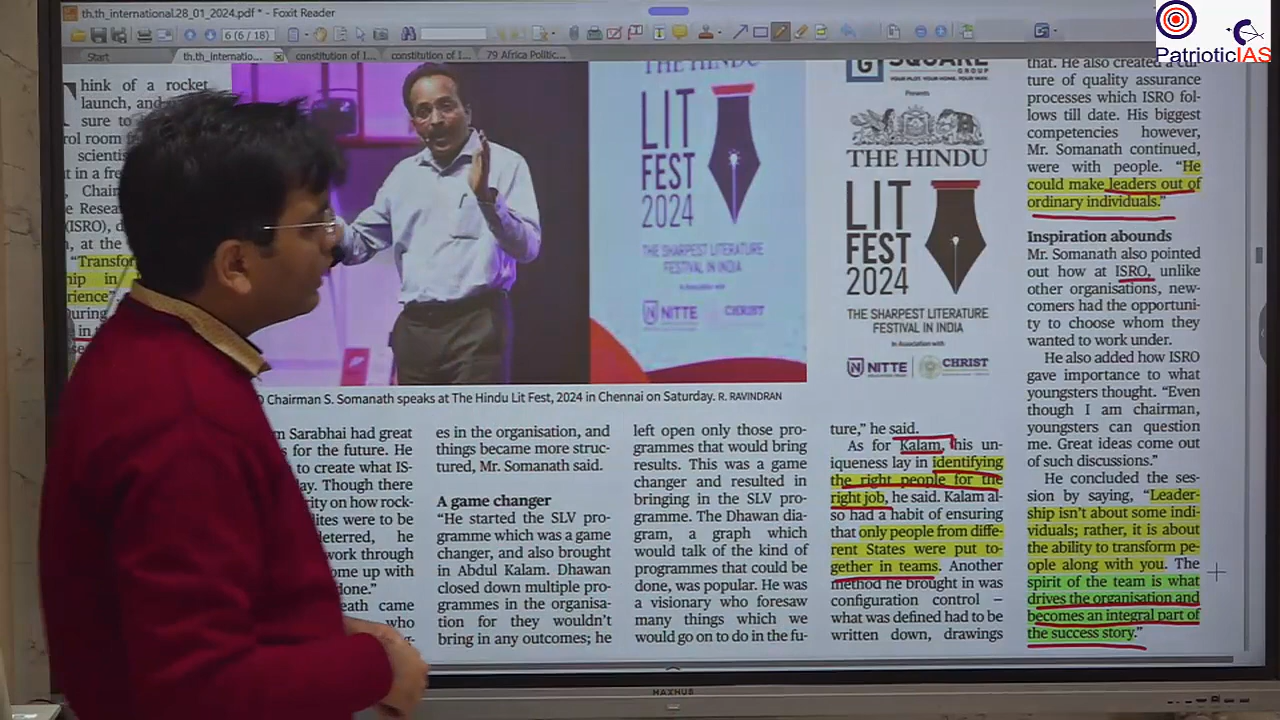 th.th_international.28_01_2024.pdf * - Foxit Reader
6 (6 / 18)
PatrioticIAS
Start
th.th_internatio...
constitution of I...
constitution of I...
79 Africa Politic...
hink of a rocket
launch, and
sure to
rol room
scientis
t in a fre
, Chair
e Resea
(ISRO),
, at the
"Transfor
hip in
rience"
uring
in t
THE HINDU
LIT
FEST
2024
THE SHARPEST LITERATURE
FESTIVAL IN INDIA
In Association with
NITTE
CHRIST
G SQUARE
GROUP
YOUR PLOT. YOUR HOME. YOUR WAY.
Presents
THE HINDU
LIT
FEST
2024
THE SHARPEST LITERATURE
FESTIVAL IN INDIA
In Association with
NITTE
CHRIST
Chairman S. Somanath speaks at The Hindu Lit Fest, 2024 in Chennai on Saturday. R. RAVINDRAN
m Sarabhai had great
s for the future. He
to create what IS-
day. Though there
rity on how rock-
lites were to be
deterred, he
work through
ome up with
done."
eath came
who
es in the organisation, and
things became more struc-
tured, Mr. Somanath said.
A game changer
"He started the SLV pro-
gramme which was a game
changer, and also brought
in Abdul Kalam. Dhawan
closed down multiple pro-
grammes in the organisa-
tion for they wouldn't
bring in any outcomes; he
left open only those pro-
grammes that would bring
results. This was a game
changer and resulted in
bringing in the SLV pro-
gramme. The Dhawan dia-
gram, a graph which
would talk of the kind of
programmes that could be
done, was popular. He was
a visionary who foresaw
many things which we
would go on to do in the fu-
ture," he said.
As for Kalam, his un-
iqueness lay in identifying
the right people for the
right job, he said. Kalam al-
so had a habit of ensuring
that only people from diffe-
rent States were put to-
gether in teams. Another
method he brought in was
configuration control –
what was defined had to be
written down, drawings
that. He also created a cul-
ture of quality assurance
processes which ISRO fol-
lows till date. His biggest
competencies however,
Mr. Somanath continued,
were with people. "He
could make leaders out of
ordinary individuals."
Inspiration abounds
Mr. Somanath also pointed
out how at ISRO, unlike
other organisations, new-
comers had the opportuni-
ty to choose whom they
wanted to work under.
He also added how ISRO
gave importance to what
youngsters thought. "Even
though I am chairman,
youngsters can question
me. Great ideas come out
of such discussions."
He concluded the ses-
sion by saying, "Leader-
ship isn't about some indi-
viduals; rather, it is about
the ability to transform pe-
ople along with you. The
spirit of the team is what
drives the organisation and
becomes an integral part of
the success story."
MAXHUB